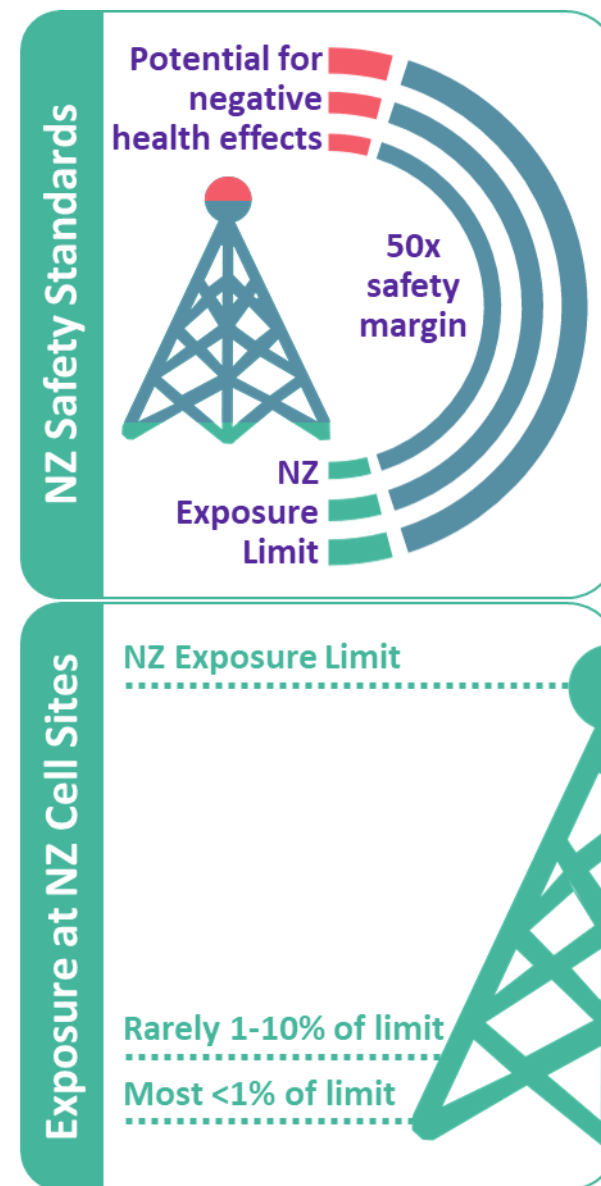 NZ Safety Standards
Potential for
negative
health effects
50x
safety
margin
NZ
Exposure
Limit
Exposure at NZ Cell Sites
NZ Exposure Limit
Rarely 1-10% of limit
Most <1% of limit